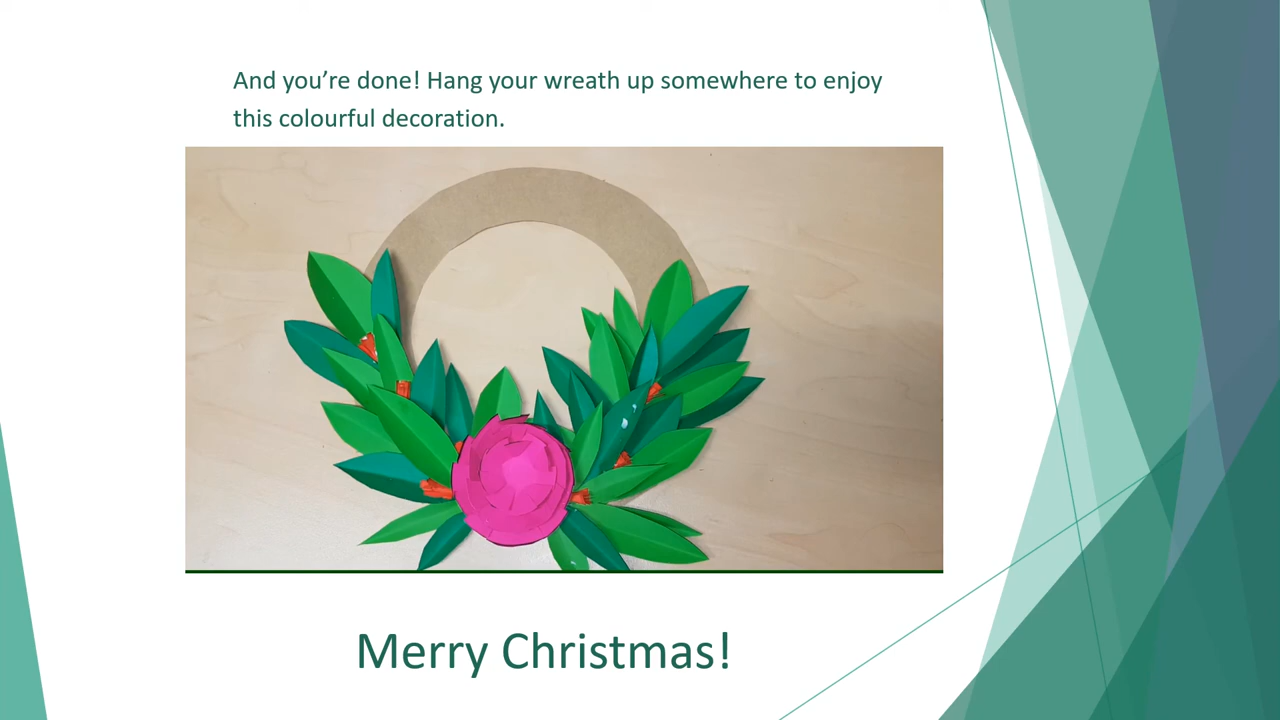 And you’re done! Hang your wreath up somewhere to enjoy
this colourful decoration.
Merry Christmas!